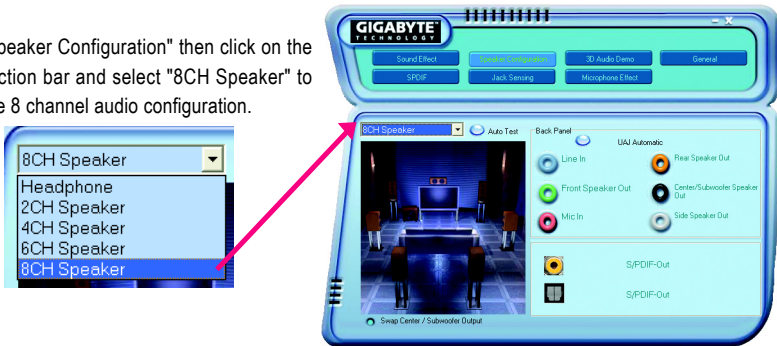 peaker Configuration" then click on the
ction bar and select "8CH Speaker" to
e 8 channel audio configuration.
8CH Speaker
Headphone
2CH Speaker
4CH Speaker
6CH Speaker
8CH Speaker
GIGABYTE™
TECHNOLOGY
Sound Effect
Speaker Configuration
3D Audio Demo
General
SPDIF
Jack Sensing
Microphone Effect
8CH Speaker
Auto Test
Back Panel
UAJ Automatic
Line In
Rear Speaker Out
Front Speaker Out
Center/Subwoofer Speaker
Out
Mic In
Side Speaker Out
S/PDIF-Out
S/PDIF-Out
Swap Center / Subwoofer Output